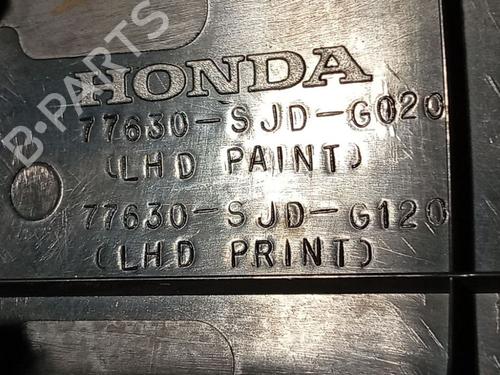 B-PARTS
HONDA
77630-SJD-G020
(LHD PAINT)
77630-SJD-G120
(LHD PRINT)